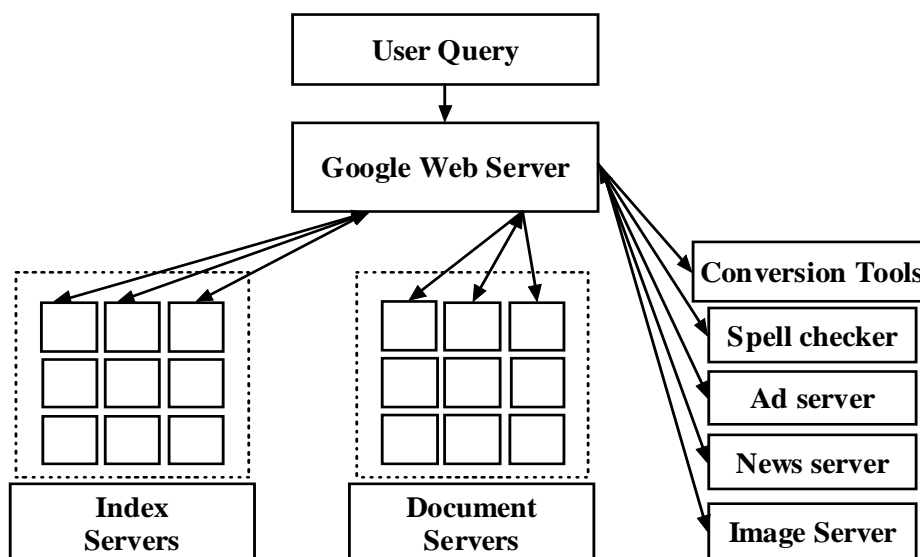 User Query
Google Web Server
Conversion Tools
Spell checker
Ad server
News server
Image Server
Index
Servers
Document
Servers